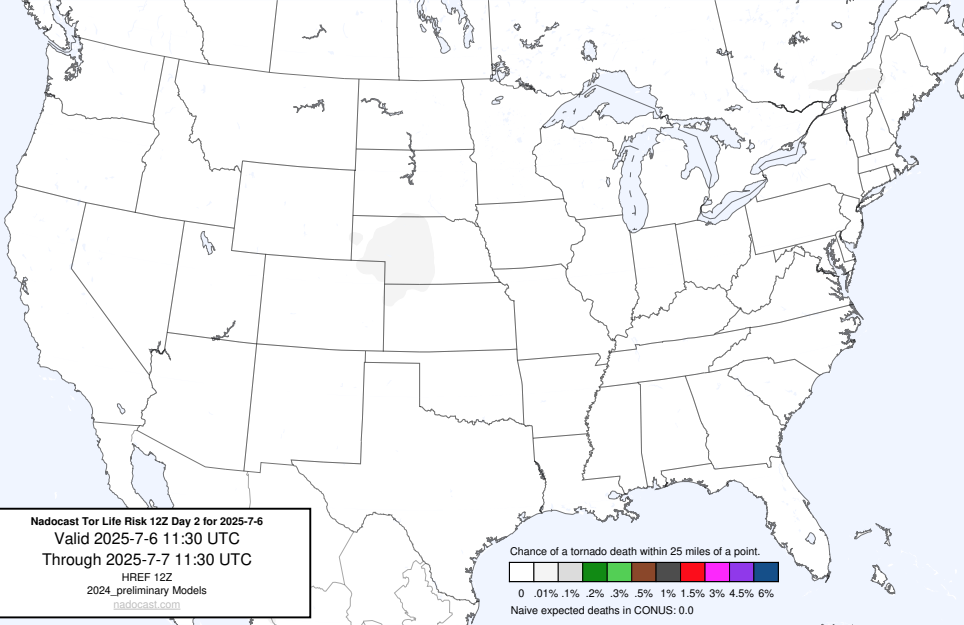 Nadocast Tor Life Risk 12Z Day 2 for 2025-7-6
Valid 2025-7-6 11:30 UTC
Through 2025-7-7 11:30 UTC
HREF 12Z
2024_preliminary Models
nadocast.com
Chance of a tornado death within 25 miles of a point.
0 .01% .1% .2% .3% .5% 1% 1.5% 3% 4.5% 6%
Naive expected deaths in CONUS: 0.0